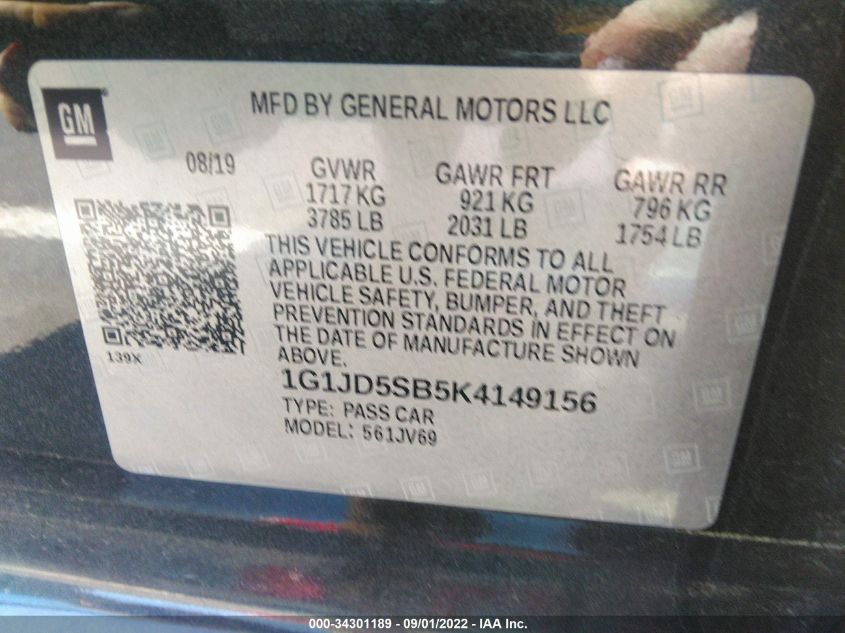 GM
MFD BY GENERAL MOTORS LLC
08/19
GVWR
1717 KG
3785 LB
GAWR FRT
921 KG
2031 LB
GAWR RR
796 KG
1754 LB
THIS VEHICLE CONFORMS TO ALL
APPLICABLE U.S. FEDERAL MOTOR
VEHICLE SAFETY, BUMPER, AND THEFT
PREVENTION STANDARDS IN EFFECT ON
THE DATE OF MANUFACTURE SHOWN
ABOVE.
139X
1G1JD5SB5K4149156
TYPE: PASS CAR
MODEL: 561JV69
000-34301189 - 09/01/2022 - IAA Inc.